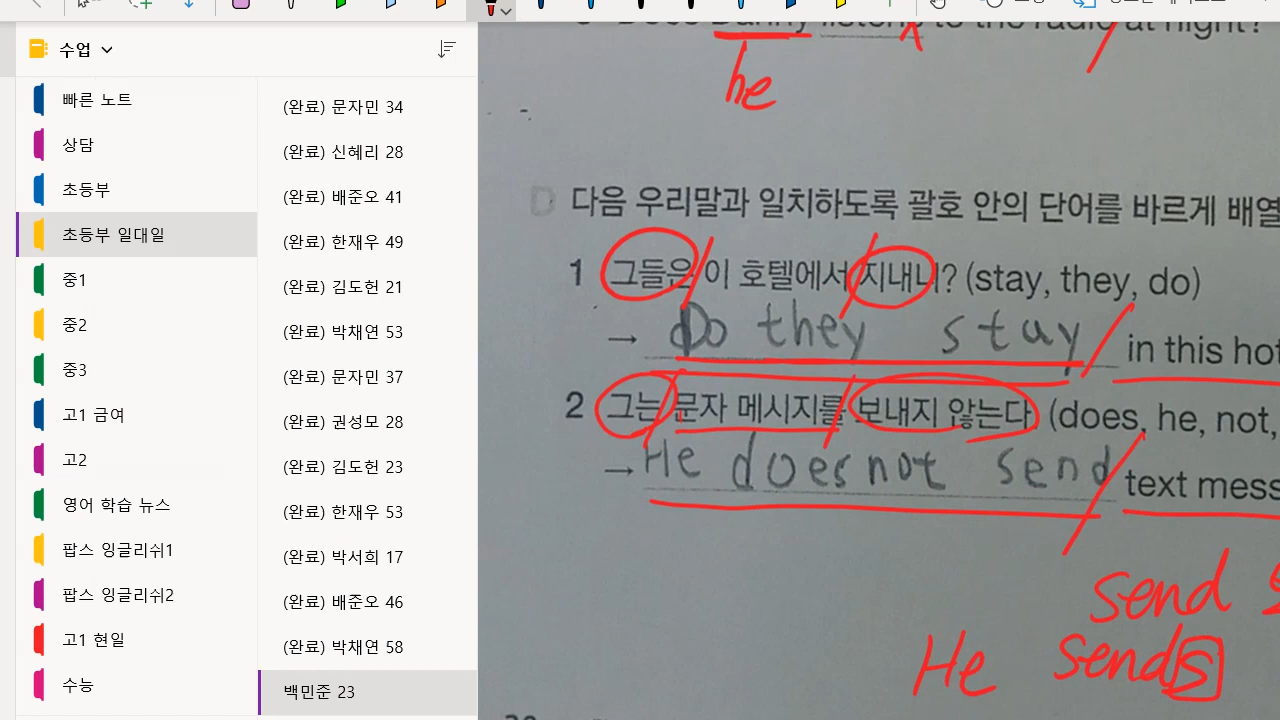 수업
빠른 노트
상담
초등부
초등부 일대일
중1
중2
중3
고1 금여
고2
영어 학습 뉴스
팝스 잉글리쉬1
팝스 잉글리쉬2
고1 현일
수능
(완료) 문자민 34
(완료) 신혜리 28
(완료) 배준오 41
(완료) 한재우 49
(완료) 김도헌 21
(완료) 박채연 53
(완료) 문자민 37
(완료) 권성모 28
(완료) 김도헌 23
(완료) 한재우 53
(완료) 박서희 17
(완료) 배준오 46
(완료) 박채연 58
백민준 23
Does Danny listens to the radio at night?
he
D 다음 우리말과 일치하도록 괄호 안의 단어를 바르게 배열
1 그들은 이 호텔에서 지내니? (stay, they, do)
→ Do they stay in this hot
2 그는 문자 메시지를 보내지 않는다. (does, he, not,
→ He does not send text mess
send
He sends